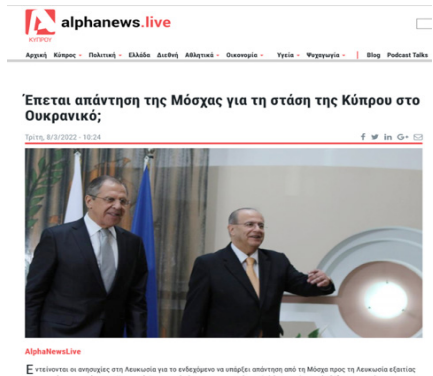 alphanews.live
ΚΥΠΡΟΥ
Αρχική Κύπρος Πολιτική Ελλάδα Διεθνή Αθλητικά Οικονομία Υγεία Ψυχαγωγία | Blog Podcast Talks
Έπεται απάντηση της Μόσχας για τη στάση της Κύπρου στο
Ουκρανικό;
Τρίτη, 8/3/2022 - 10:24
AlphaNewsLive
Εντείνονται οι ανησυχίες στη Λευκωσία για το ενδεχόμενο να υπάρξει απάντηση από τη Μόσχα προς τη Λευκωσία εξαιτίας